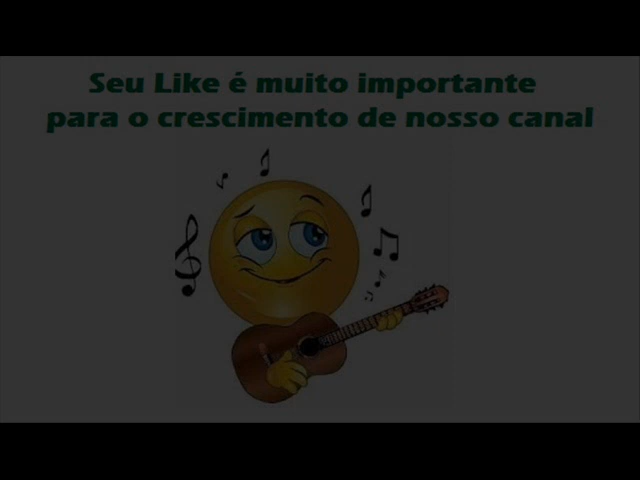 Seu Like é muito importante
para o crescimento de nosso canal